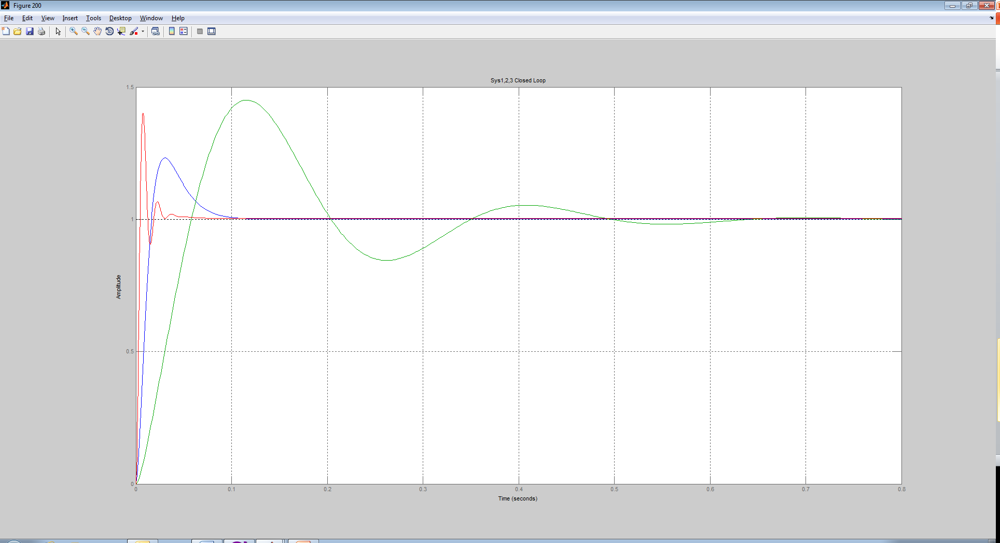 Figure 200
File Edit View Insert Tools Desktop Window Help
Sys1,2,3 Closed Loop
1.5
1
0.5
0
Amplitude
0 0.1 0.2 0.3 0.4 0.5 0.6 0.7 0.8
Time (seconds)